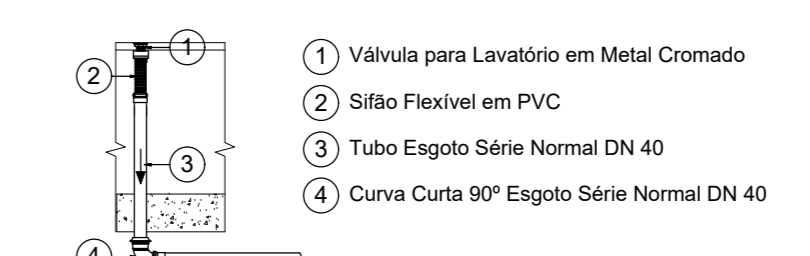 1 Válvula para Lavatório em Metal Cromado
2 Sifão Flexível em PVC
3 Tubo Esgoto Série Normal DN 40
4 Curva Curta 90º Esgoto Série Normal DN 40
1
2
3
4